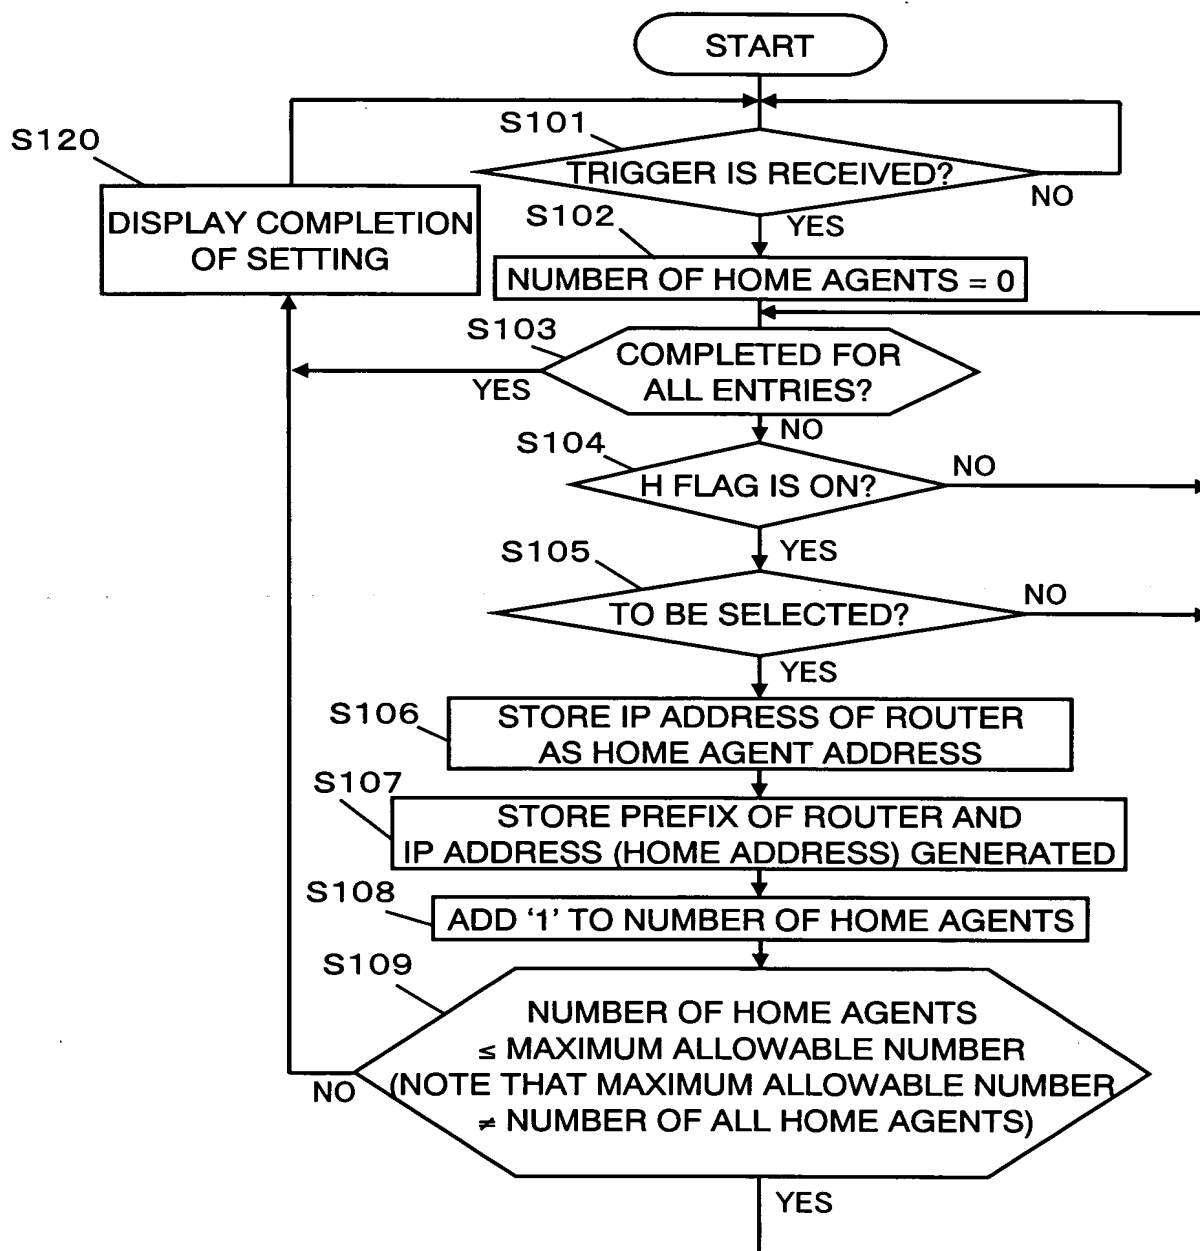 START
S101
TRIGGER IS RECEIVED?
NO
S120
DISPLAY COMPLETION
OF SETTING
YES
S102
NUMBER OF HOME AGENTS = 0
S103
COMPLETED FOR
ALL ENTRIES?
YES
NO
S104
H FLAG IS ON?
NO
YES
S105
TO BE SELECTED?
NO
YES
S106
STORE IP ADDRESS OF ROUTER
AS HOME AGENT ADDRESS
S107
STORE PREFIX OF ROUTER AND
IP ADDRESS (HOME ADDRESS) GENERATED
S108
ADD ‘1’ TO NUMBER OF HOME AGENTS
S109
NUMBER OF HOME AGENTS
≤ MAXIMUM ALLOWABLE NUMBER
(NOTE THAT MAXIMUM ALLOWABLE NUMBER
≠ NUMBER OF ALL HOME AGENTS)
NO
YES